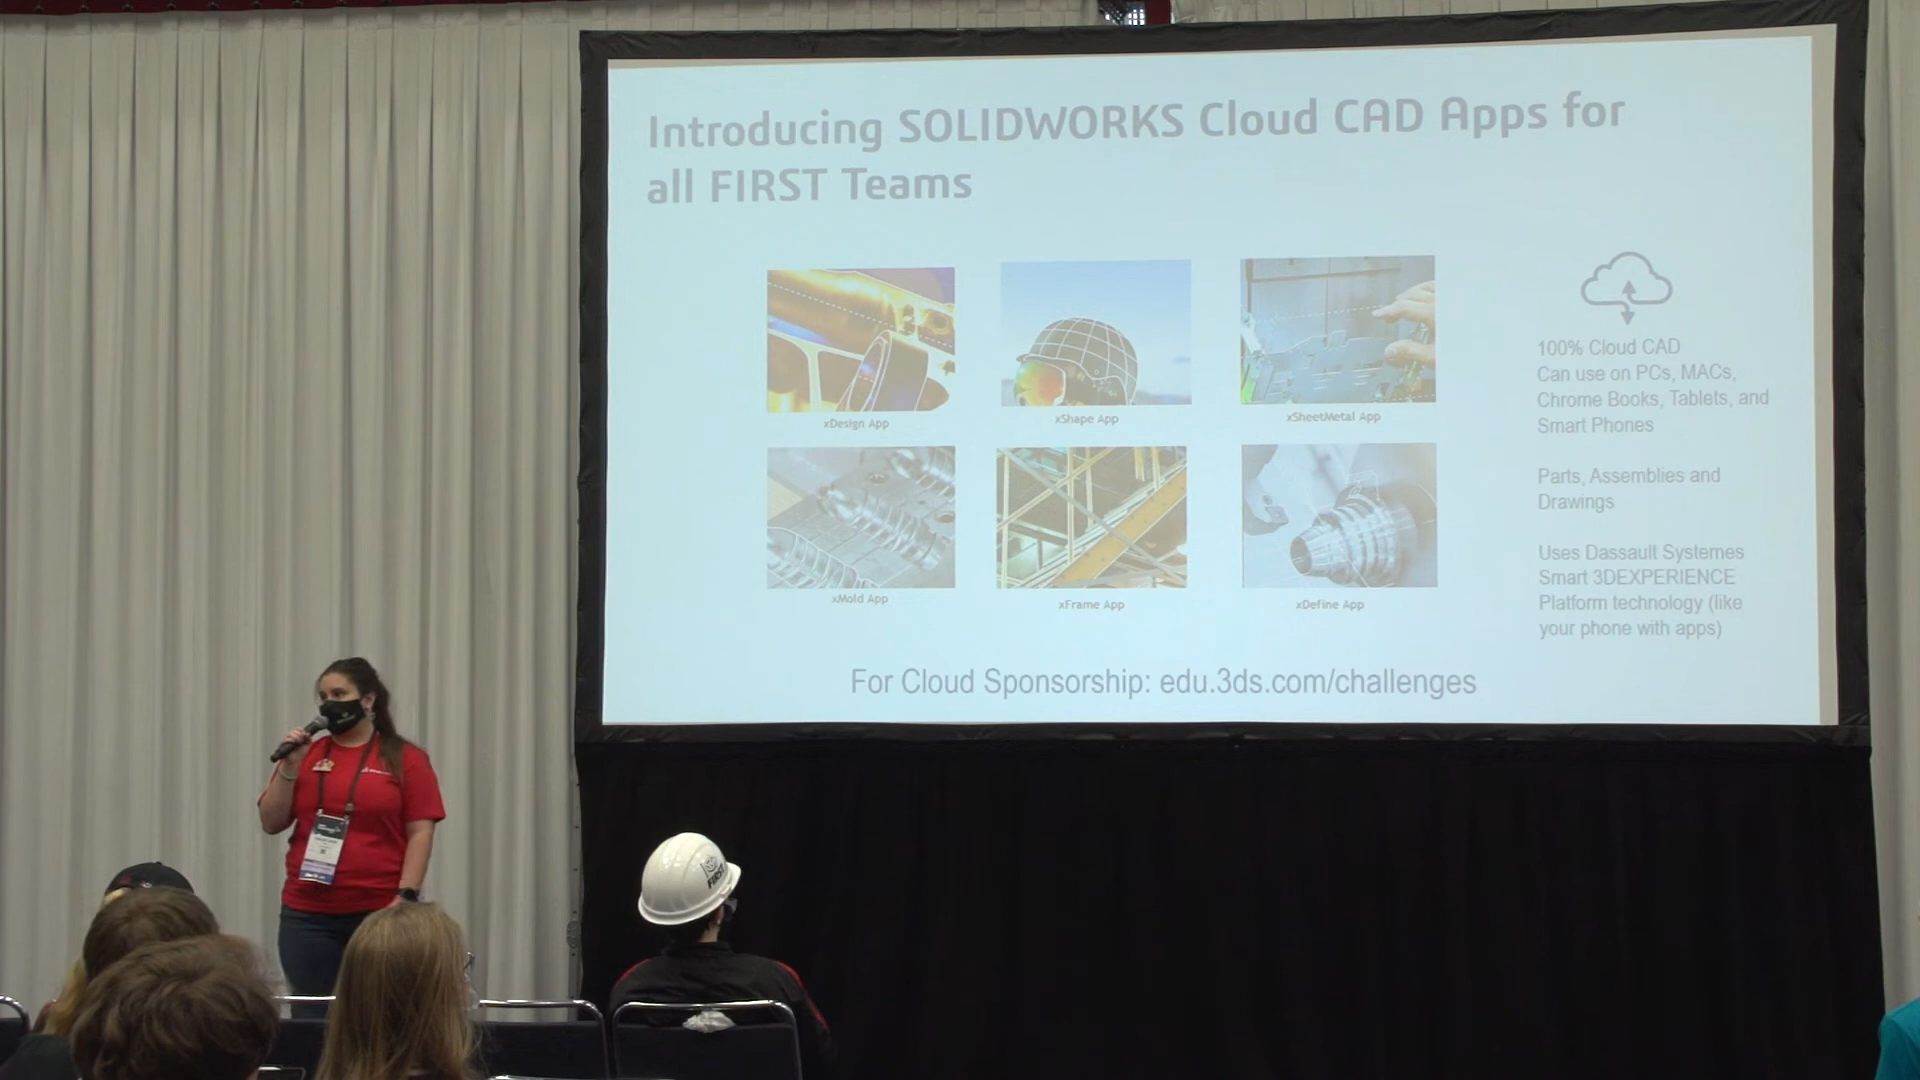 Introducing SOLIDWORKS Cloud CAD Apps for
all FIRST Teams
xDesign App
xShape App
xSheetMetal App
xMold App
xFrame App
xDefine App
100% Cloud CAD
Can use on PCs, MACs,
Chrome Books, Tablets, and
Smart Phones
Parts, Assemblies and
Drawings
Uses Dassault Systemes
Smart 3DEXPERIENCE
Platform technology (like
your phone with apps)
For Cloud Sponsorship: edu.3ds.com/challenges
FIRST